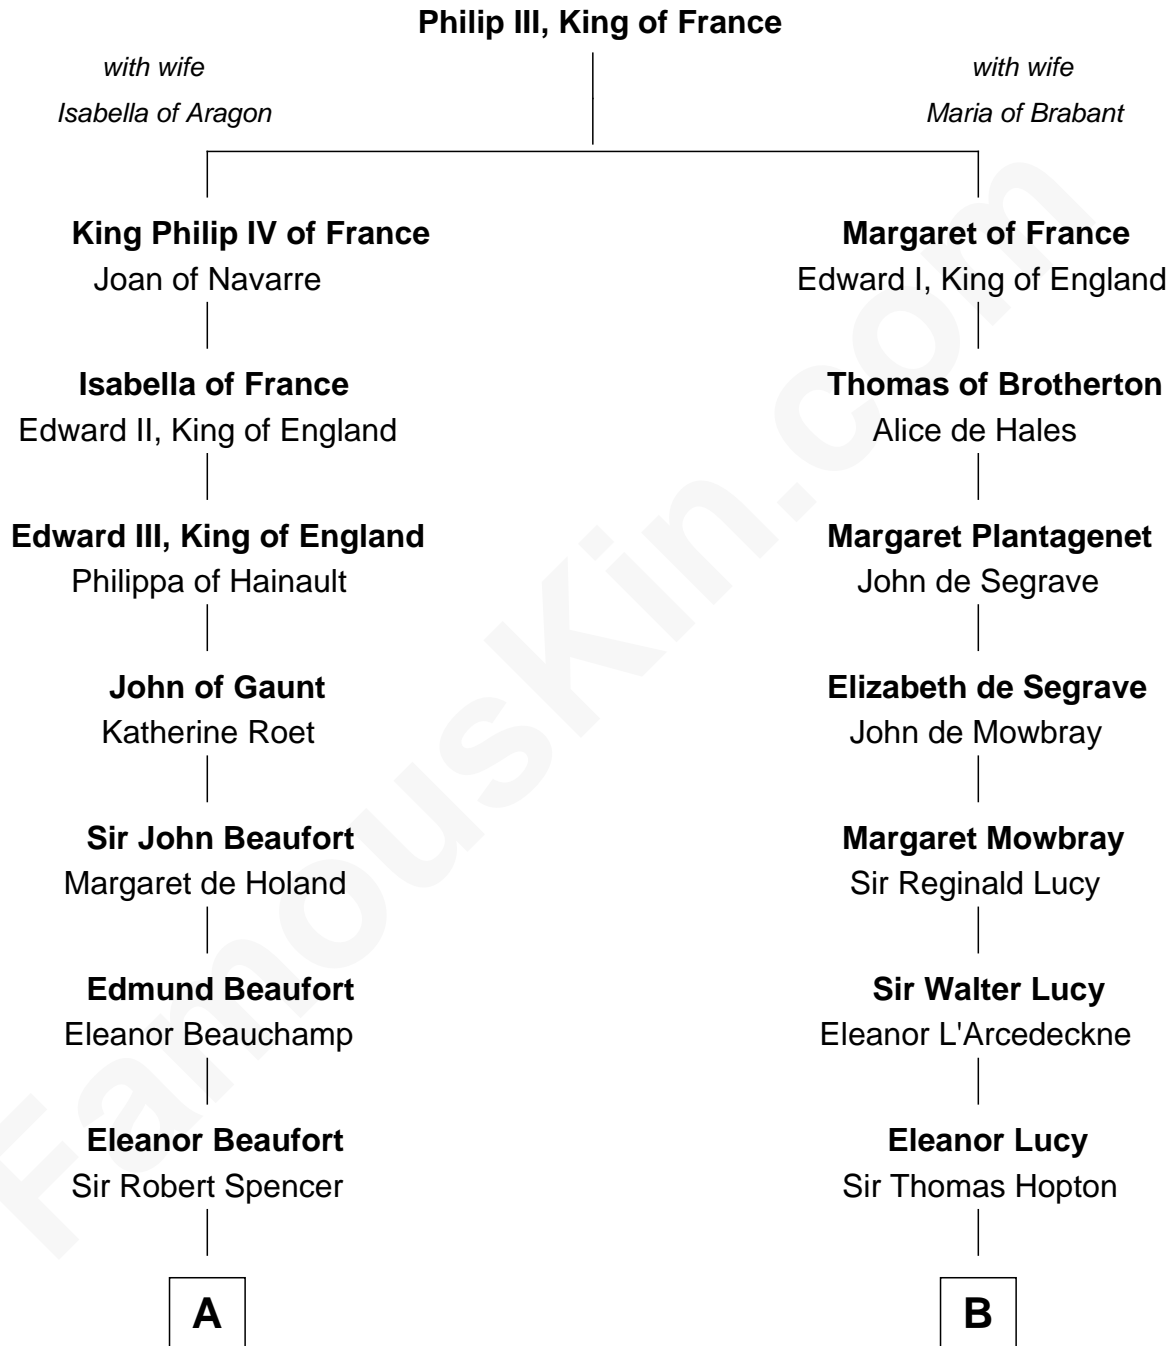 Philip III, King of France
with wife
Isabella of Aragon
with wife
Maria of Brabant
King Philip IV of France
Joan of Navarre
Margaret of France
Edward I, King of England
Isabella of France
Edward II, King of England
Thomas of Brotherton
Alice de Hales
Edward III, King of England
Philippa of Hainault
Margaret Plantagenet
John de Segrave
John of Gaunt
Katherine Roet
Elizabeth de Segrave
John de Mowbray
Sir John Beaufort
Margaret de Holand
Margaret Mowbray
Sir Reginald Lucy
Edmund Beaufort
Eleanor Beauchamp
Sir Walter Lucy
Eleanor L'Arcedeckne
Eleanor Beaufort
Sir Robert Spencer
Eleanor Lucy
Sir Thomas Hopton
A
B
FamousKin.com